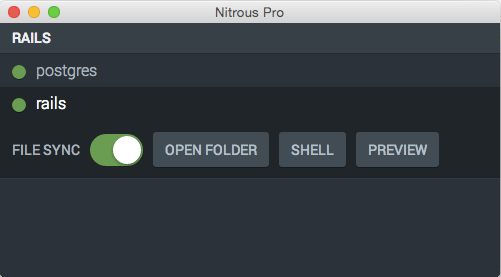 Nitrous Pro
RAILS
postgres
rails
FILE SYNC OPEN FOLDER SHELL PREVIEW